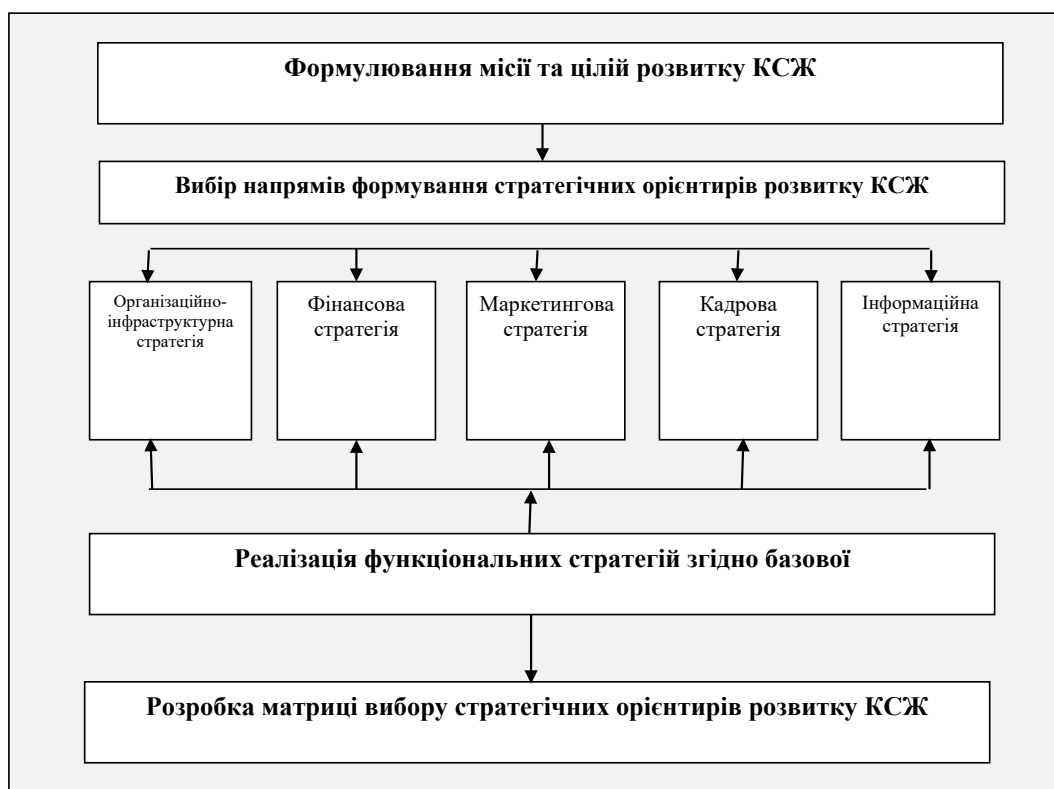 Формулювання місії та цілій розвитку КСЖ
Вибір напрямів формування стратегічних орієнтирів розвитку КСЖ
Організаційно-
інфраструктурна
стратегія
Фінансова
стратегія
Маркетингова
стратегія
Кадрова
стратегія
Інформаційна
стратегія
Реалізація функціональних стратегій згідно базової
Розробка матриці вибору стратегічних орієнтирів розвитку КСЖ